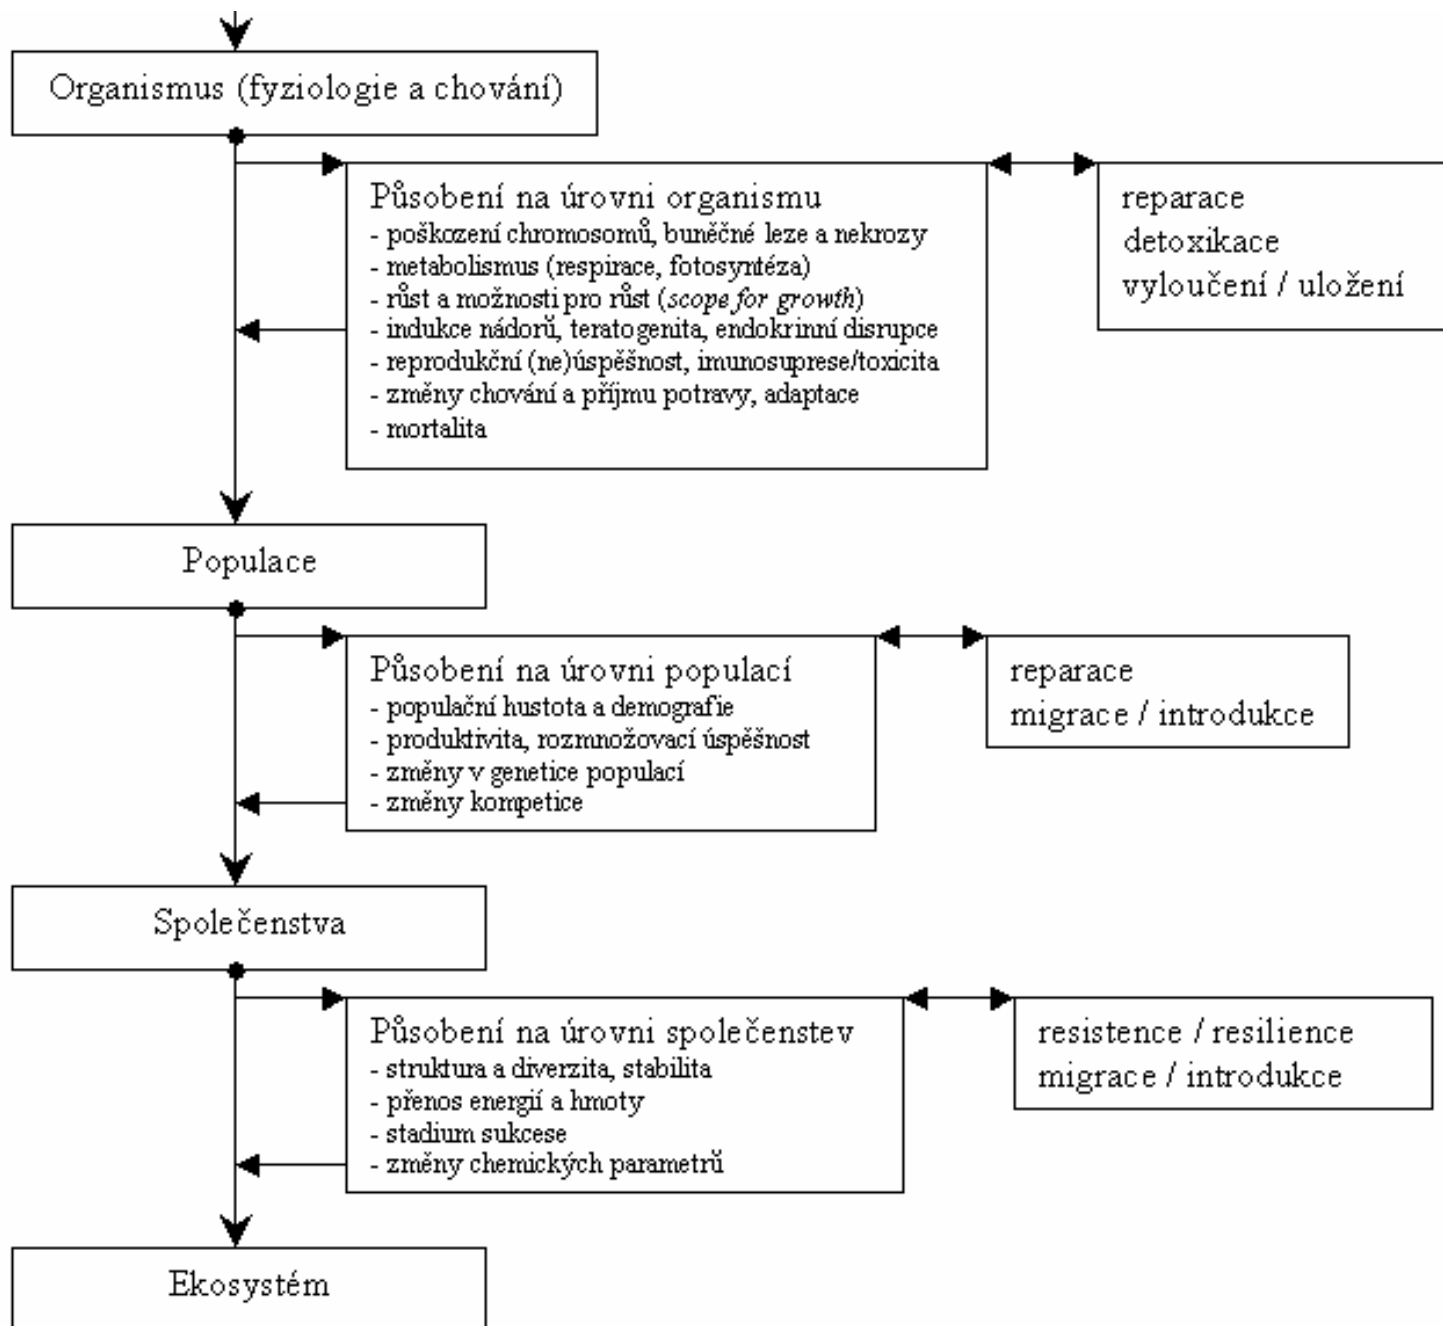 Organismus (fyziologie a chování)
Působení na úrovni organismu
- poškození chromosomů, buněčné leze a nekrozy
- metabolismus (respirace, fotosyntéza)
- růst a možnosti pro růst (scope for growth)
- indukce nádorů, teratogenita, endokrinní disrupce
- reprodukční (ne)úspěšnost, imunosuprese/toxicita
- změny chování a příjmu potravy, adaptace
- mortalita
reparace
detoxikace
vyloučení / uložení
Populace
Působení na úrovni populací
- populační hustota a demografie
- produktivita, rozmnožovací úspěšnost
- změny v genetice populací
- změny kompetice
reparace
migrace / introdukce
Společenstva
Působení na úrovni společenstev
- struktura a diverzita, stabilita
- přenos energií a hmoty
- stadium sukcese
- změny chemických parametrů
resistence / resilience
migrace / introdukce
Ekosystém